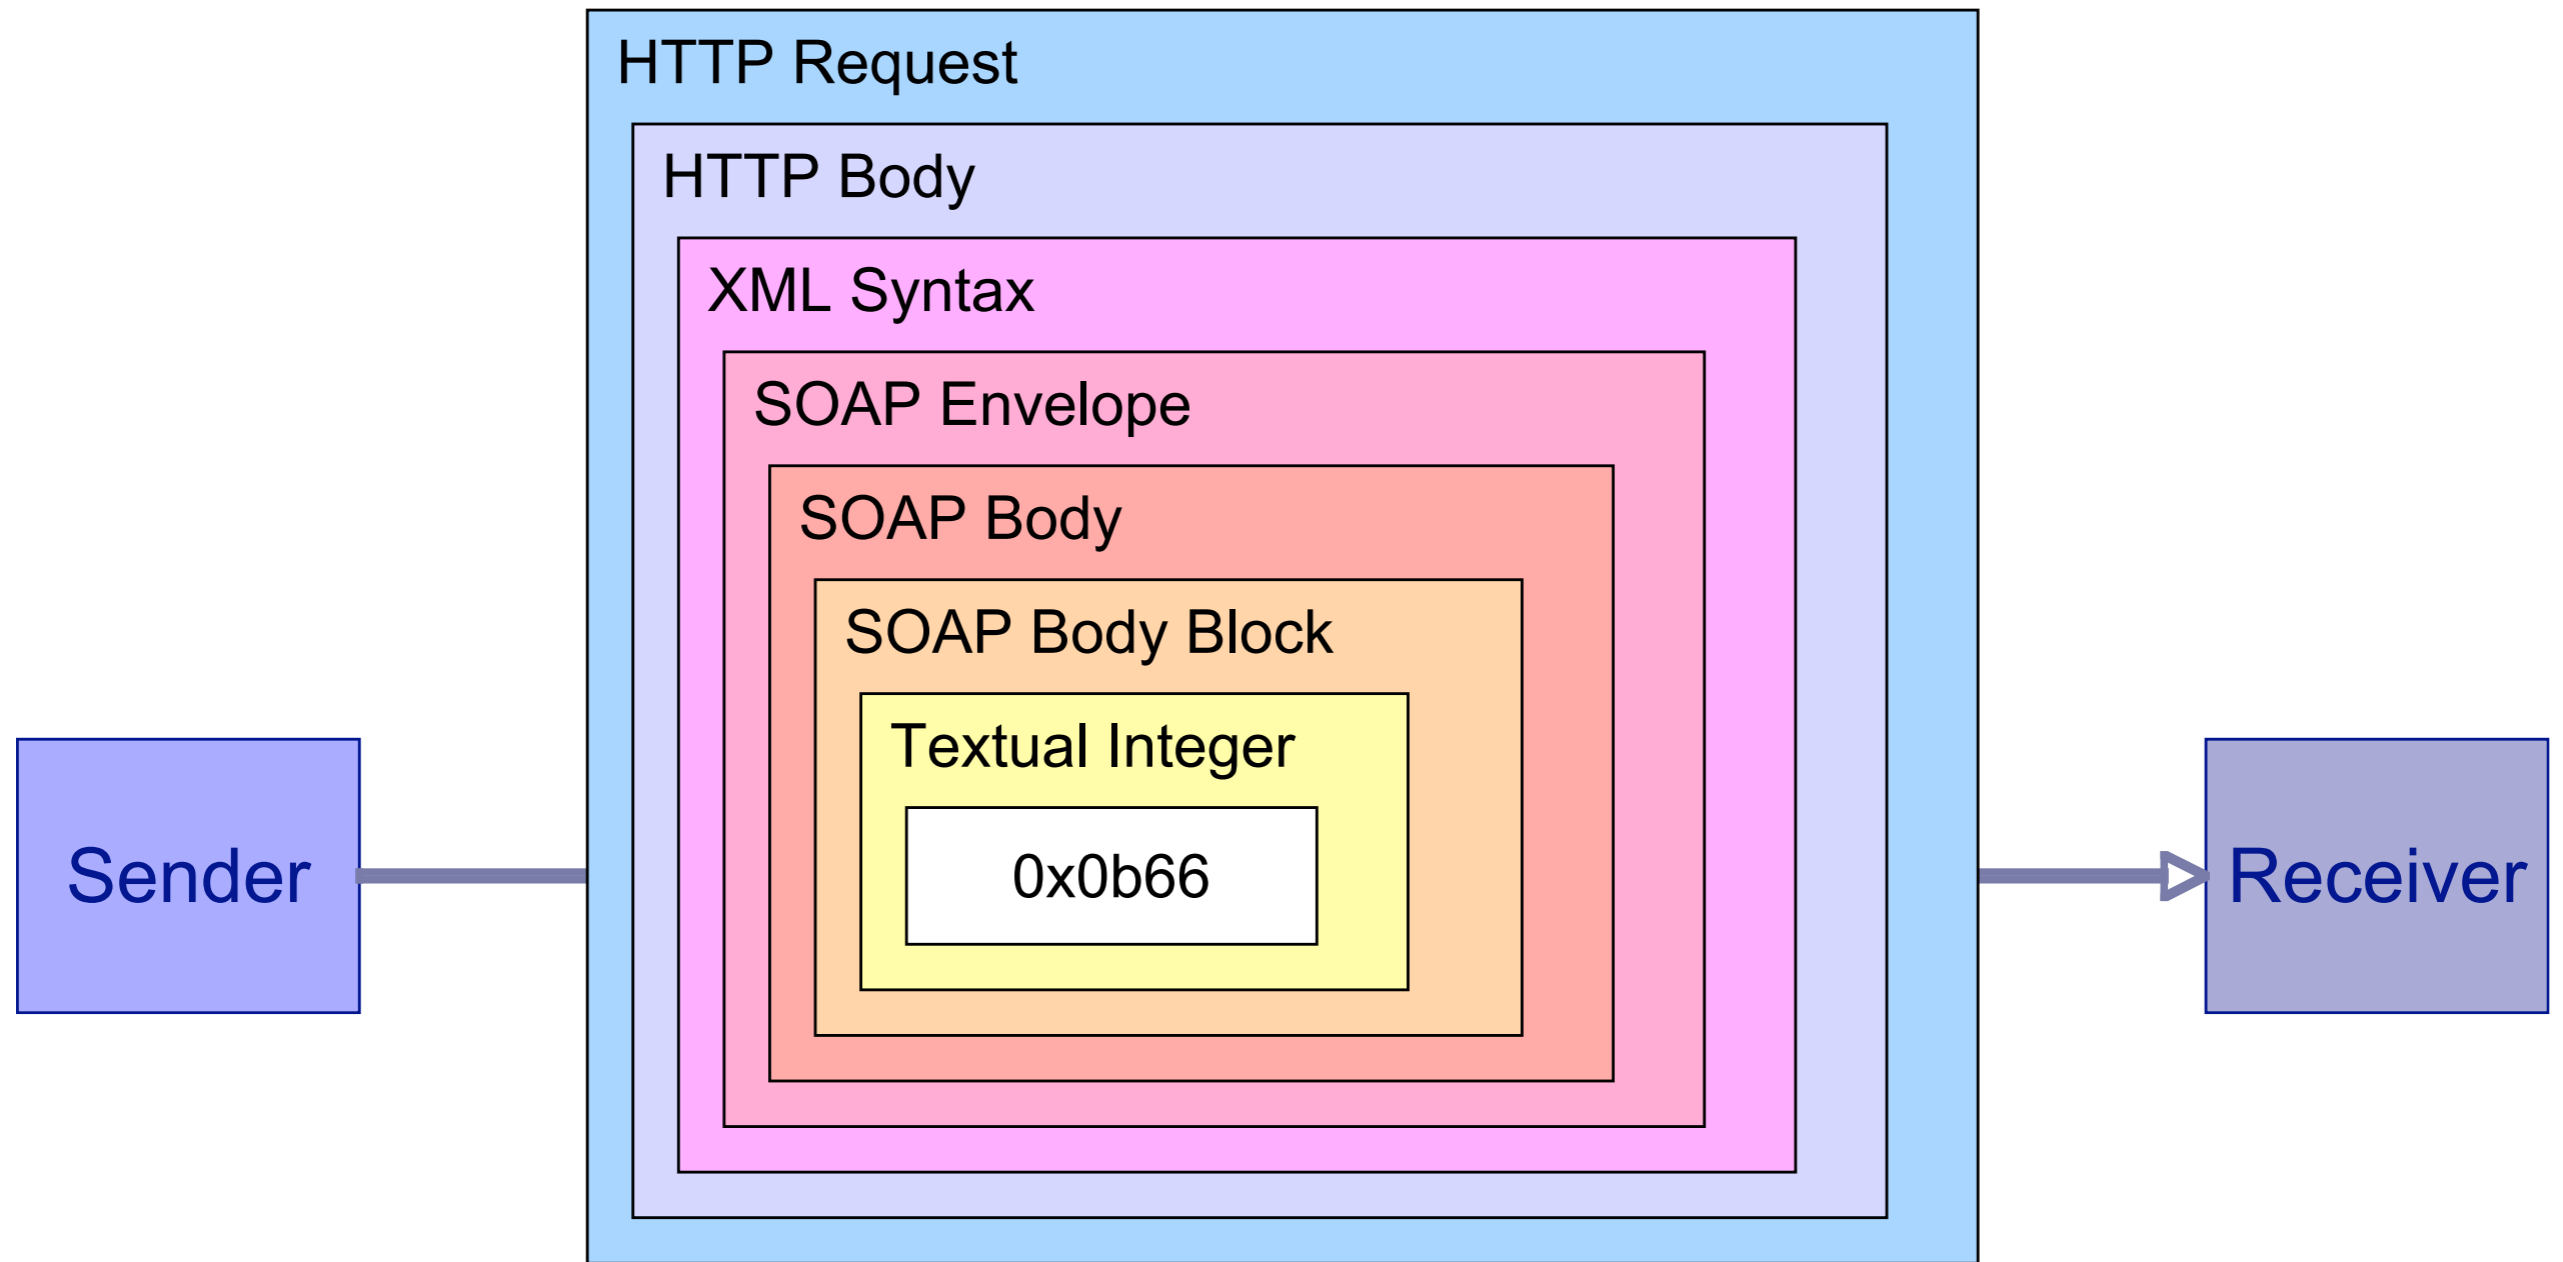 HTTP Request
HTTP Body
XML Syntax
SOAP Envelope
SOAP Body
SOAP Body Block
Textual Integer
Sender
0x0b66
Receiver